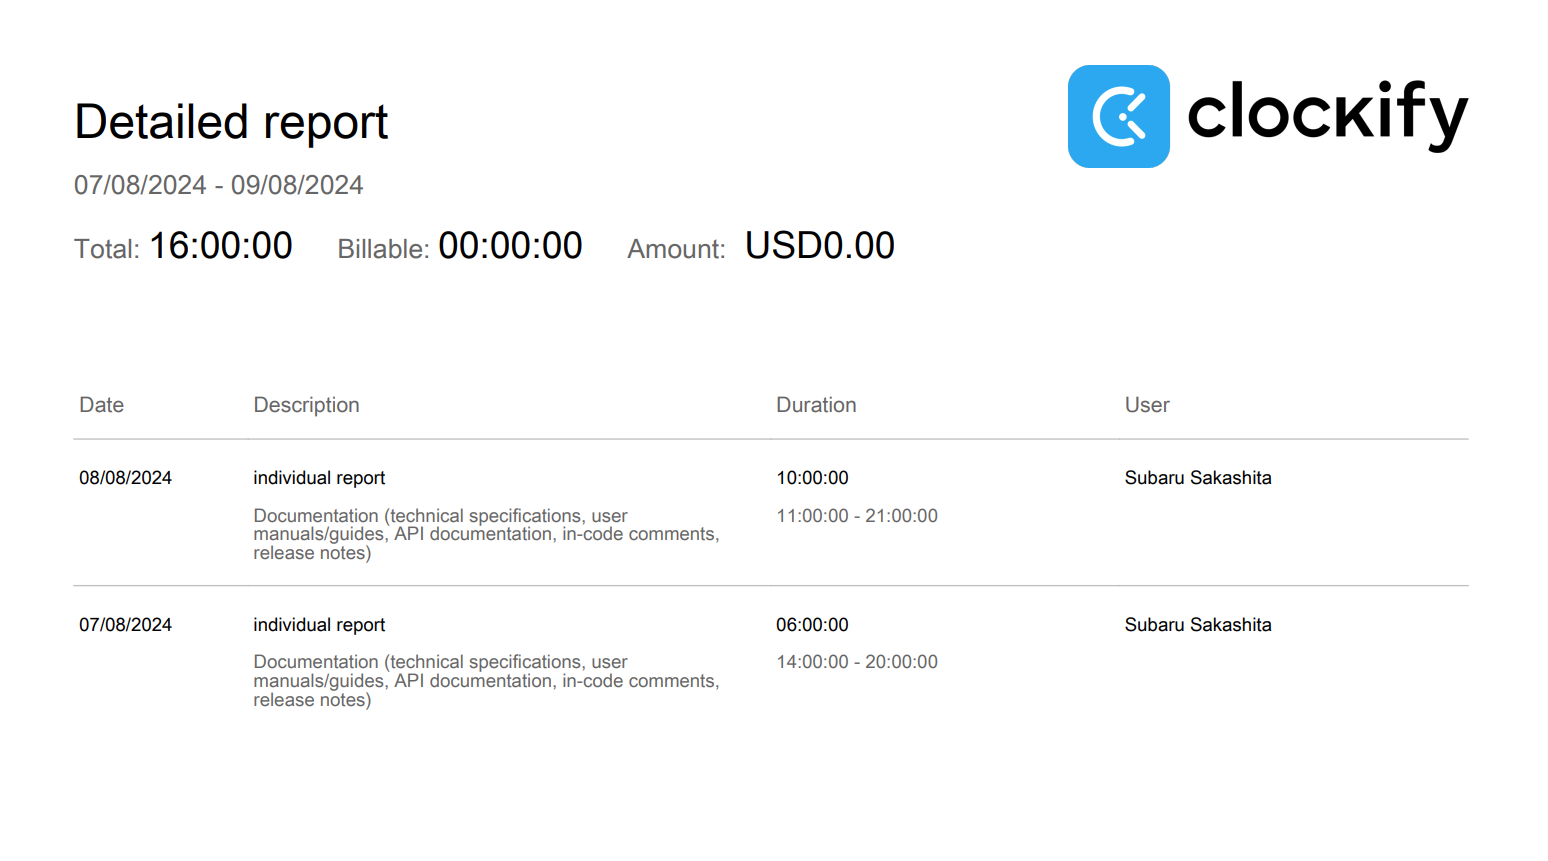 clockify
Detailed report
07/08/2024 - 09/08/2024
Total: 16:00:00 Billable: 00:00:00 Amount: USD0.00
Date Description Duration User
08/08/2024 individual report 10:00:00 Subaru Sakashita
Documentation (technical specifications, user 11:00:00 - 21:00:00
manuals/guides, API documentation, in-code comments,
release notes)
07/08/2024 individual report 06:00:00 Subaru Sakashita
Documentation (technical specifications, user 14:00:00 - 20:00:00
manuals/guides, API documentation, in-code comments,
release notes)